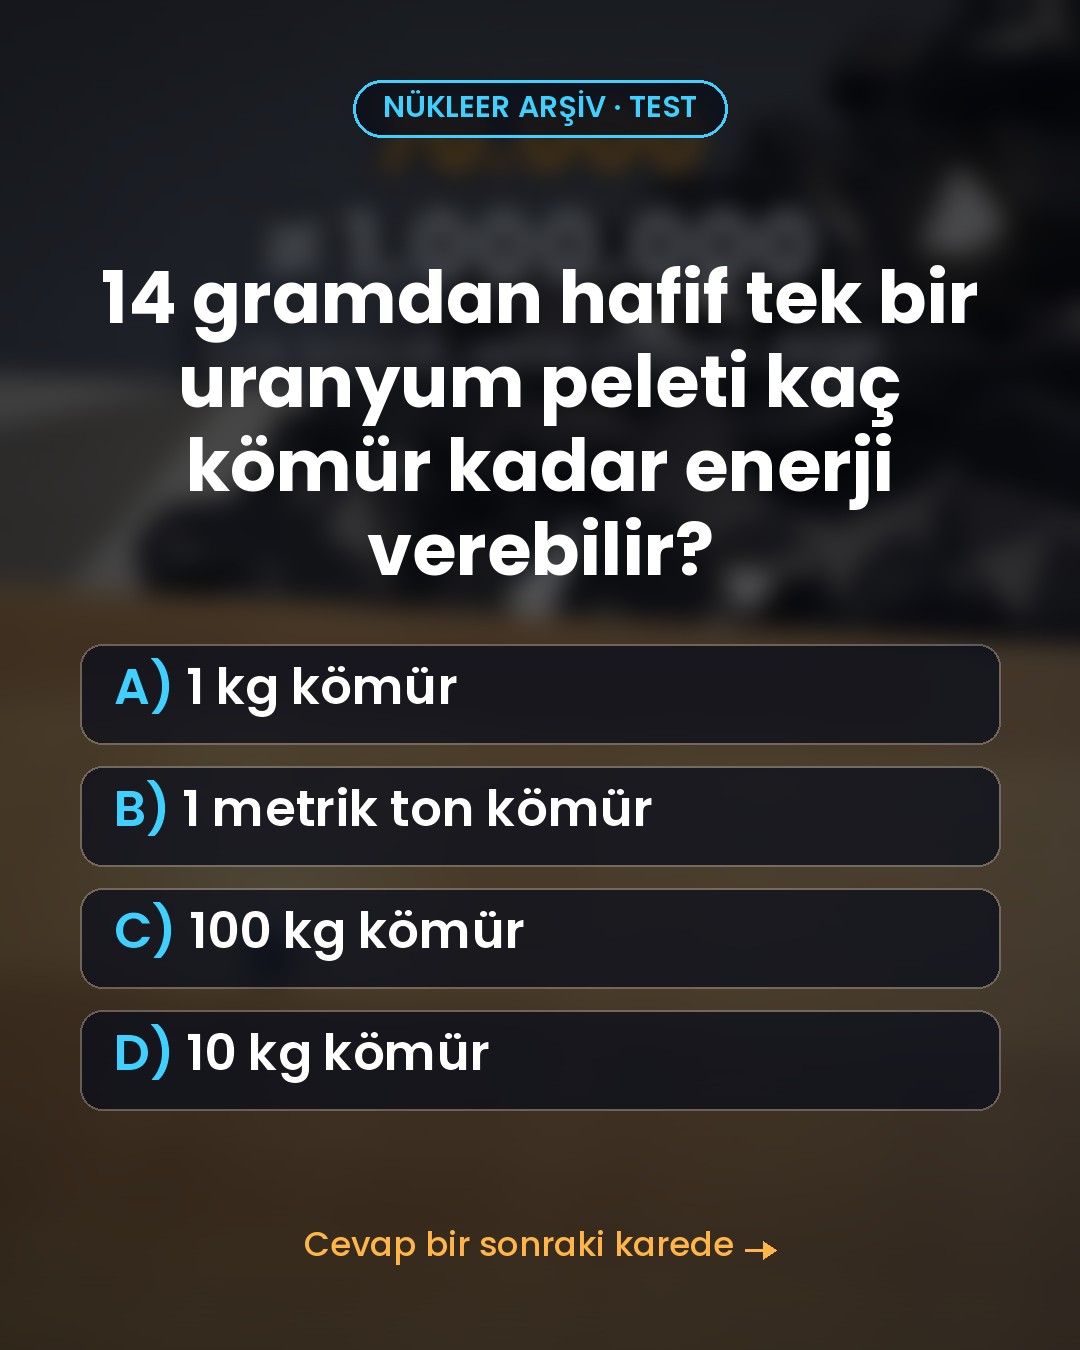 NÜKLEER ARŞİV · TEST
14 gramdan hafif tek bir
uranyum peleti kaç
kömür kadar enerji
verebilir?
A) 1 kg kömür
B) 1 metrik ton kömür
C) 100 kg kömür
D) 10 kg kömür
Cevap bir sonraki karede →